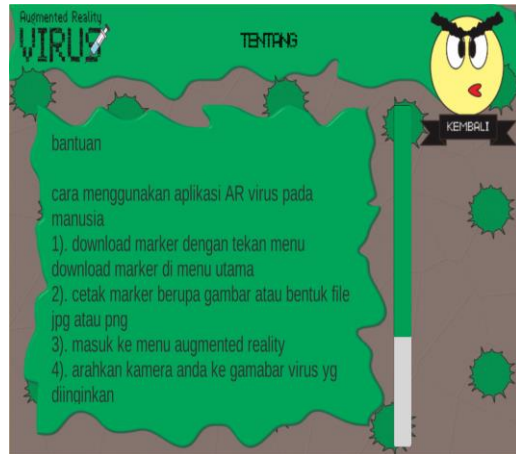 Augmented Reality
VIRUS
TENTANG
KEMBALI
bantuan
cara menggunakan aplikasi AR virus pada
manusia
1). download marker dengan tekan menu
download marker di menu utama
2). cetak marker berupa gambar atau bentuk file
jpg atau png
3). masuk ke menu augmented reality
4). arahkan kamera anda ke gamabar virus yg
diinginkan